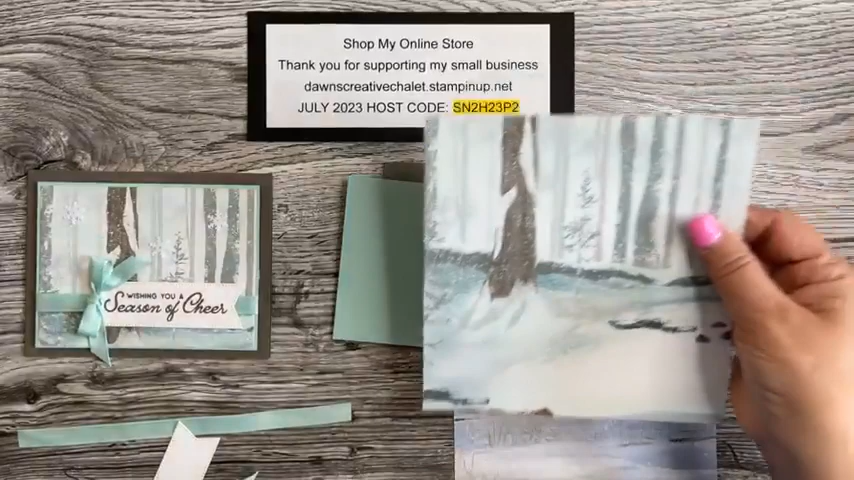 Shop My Online Store
Thank you for supporting my small business
dawnscreativechalet.stampinup.net
JULY 2023 HOST CODE: SN2H23P2
WISHING YOU A
Season of Cheer